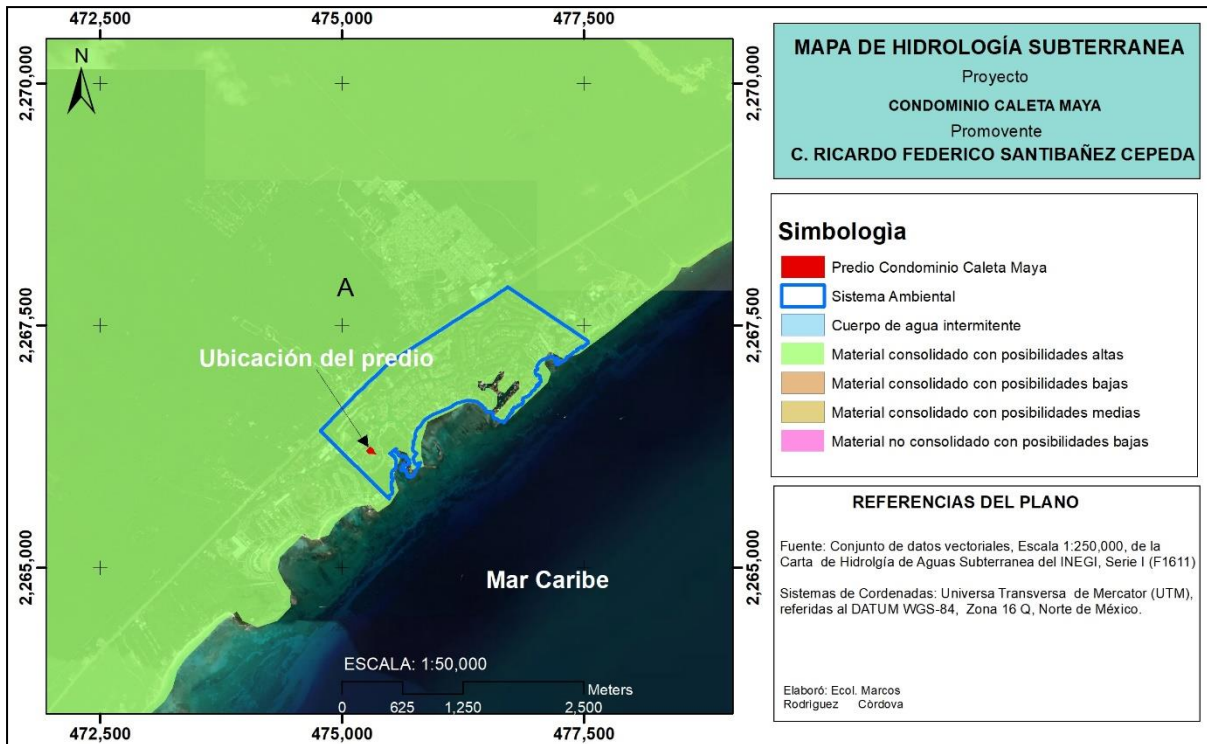 472,500
475,000
477,500
2,270,000
2,270,000
N
A
2,267,500
2,267,500
Ubicación del predio
2,265,000
2,265,000
Mar Caribe
ESCALA: 1:50,000
Meters
0
625
1,250
2,500
472,500
475,000
477,500
MAPA DE HIDROLOGÍA SUBTERRANEA
Proyecto
CONDOMINIO CALETA MAYA
Promovente
C. RICARDO FEDERICO SANTIBAÑEZ CEPEDA
Simbologìa
Predio Condominio Caleta Maya
Sistema Ambiental
Cuerpo de agua intermitente
Material consolidado con posibilidades altas
Material consolidado con posibilidades bajas
Material consolidado con posibilidades medias
Material no consolidado con posibilidades bajas
REFERENCIAS DEL PLANO
Fuente: Conjunto de datos vectoriales, Escala 1:250,000, de la
Carta de Hidrolgía de Aguas Subterranea del INEGI, Serie I (F1611)
Sistemas de Cordenadas: Universa Transversa de Mercator (UTM),
referidas al DATUM WGS-84, Zona 16 Q, Norte de México.
Elaboró: Ecol. Marcos
Rodriguez Còrdova